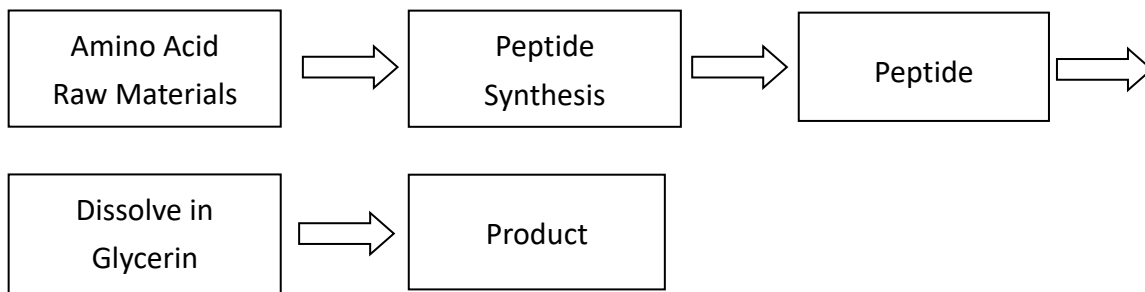 Amino Acid
Raw Materials
Peptide
Synthesis
Peptide
Dissolve in
Glycerin
Product